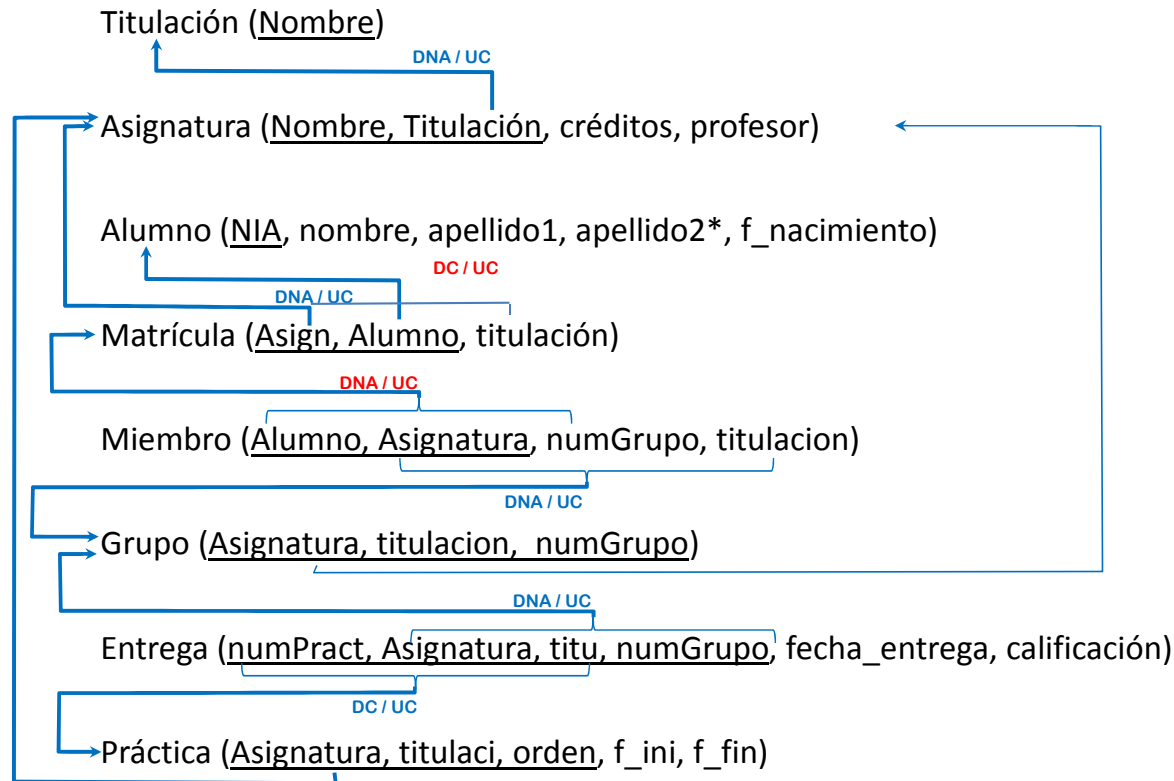 Titulación (Nombre)
DNA / UC
Asignatura (Nombre, Titulación, créditos, profesor)
Alumno (NIA, nombre, apellido1, apellido2*, f_nacimiento)
DC / UC
DNA / UC
Matrícula (Asign, Alumno, titulación)
DNA / UC
Miembro (Alumno, Asignatura, numGrupo, titulacion)
DNA / UC
Grupo (Asignatura, titulacion, numGrupo)
DNA / UC
Entrega (numPract, Asignatura, titu, numGrupo, fecha_entrega, calificación)
DC / UC
Práctica (Asignatura, titulaci, orden, f_ini, f_fin)